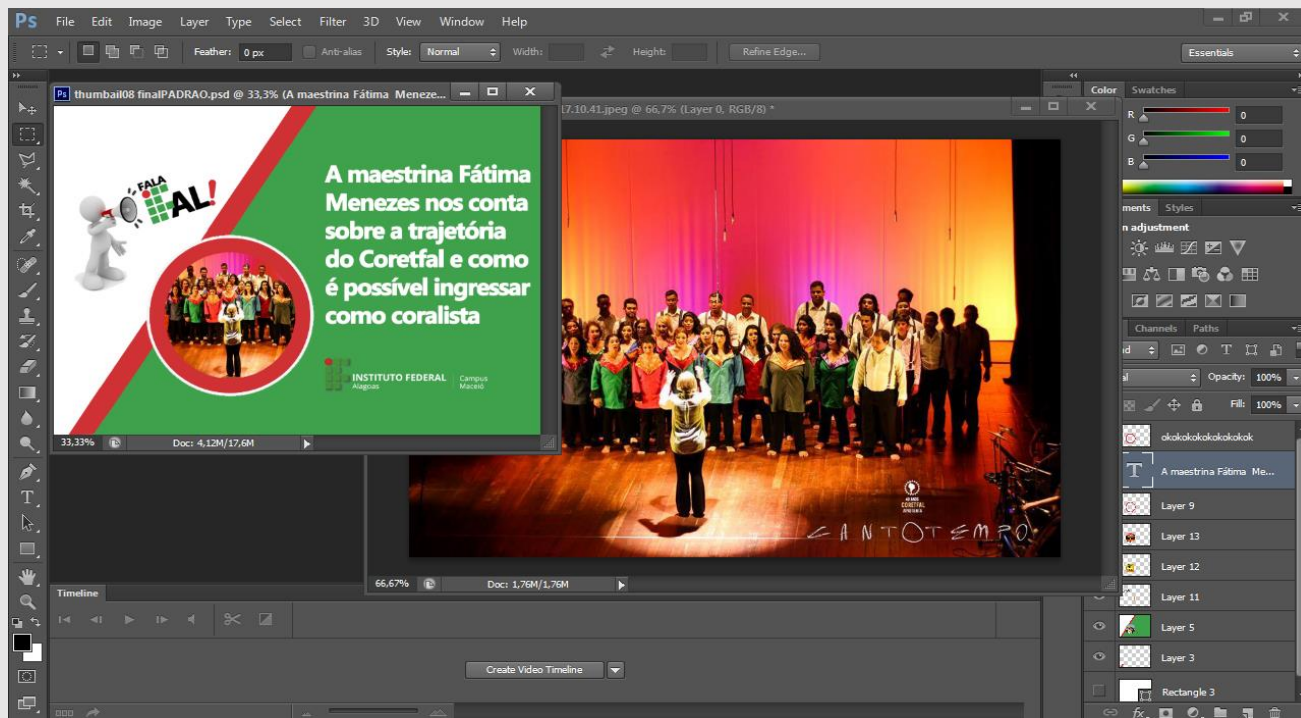 Ps File Edit Image Layer Type Select Filter 3D View Window Help
Feather: 0 px Anti-alias Style: Normal Width: Height: Refine Edge... Essentials
thumbail08 finalPADRAO.psd @ 33,3% (A maestrina Fátima Meneze...
17.10.41.jpeg @ 66,7% (Layer 0, RGB/8) *
FALA
IFAL!
A maestrina Fátima
Menezes nos conta
sobre a trajetória
do Coretfal e como
é possível ingressar
como coralista
INSTITUTO FEDERAL
Alagoas
Campus
Maceió
33,33% Doc: 4,12M/17,6M
CORETFAL
CANTOTEMPO
66,67% Doc: 1,76M/1,76M
Timeline
Create Video Timeline
Color Swatches
R 0
G 0
B 0
ments Styles
n adjustment
Channels Paths
Opacity: 100%
Fill: 100%
okokokokokokokok
A maestrina Fátima Me...
Layer 9
Layer 13
Layer 12
Layer 11
Layer 5
Layer 3
Rectangle 3